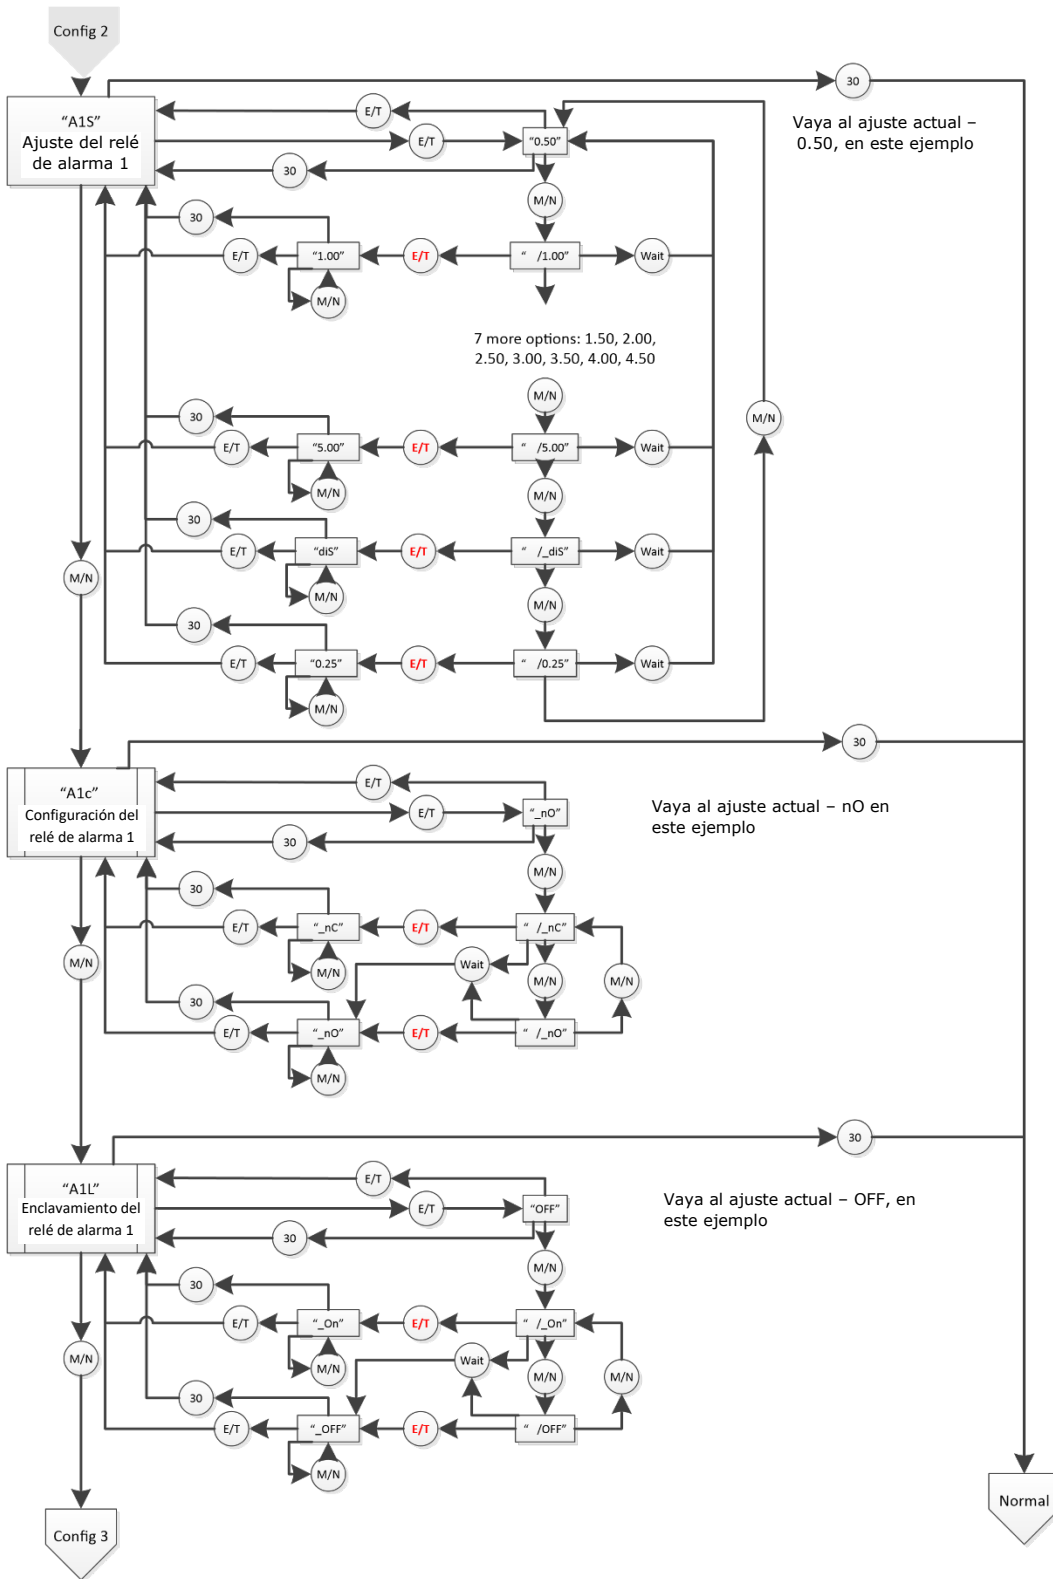 Config 2
30
"A1S"
Ajuste del relé
de alarma 1
E/T
E/T
"0.50"
Vaya al ajuste actual –
0.50, en este ejemplo
30
M/N
30
E/T
"1.00"
E/T
" /1.00"
Wait
M/N
7 more options: 1.50, 2.00,
2.50, 3.00, 3.50, 4.00, 4.50
M/N
30
M/N
E/T
"5.00"
E/T
" /5.00"
Wait
M/N
M/N
30
E/T
"diS"
E/T
" /_diS"
Wait
M/N
M/N
M/N
30
E/T
"0.25"
E/T
" /0.25"
Wait
M/N
30
"A1c"
Configuración del
relé de alarma 1
E/T
E/T
"_nO"
Vaya al ajuste actual – nO en
este ejemplo
30
M/N
30
E/T
"_nC"
E/T
" /_nC"
M/N
M/N
Wait
M/N
M/N
30
E/T
"_nO"
E/T
" /_nO"
M/N
30
"A1L"
Enclavamiento del
relé de alarma 1
E/T
E/T
"OFF"
Vaya al ajuste actual – OFF, en
este ejemplo
30
M/N
30
E/T
"_On"
E/T
" /_On"
M/N
M/N
Wait
M/N
M/N
30
E/T
"_OFF"
E/T
" /OFF"
M/N
Config 3
Normal